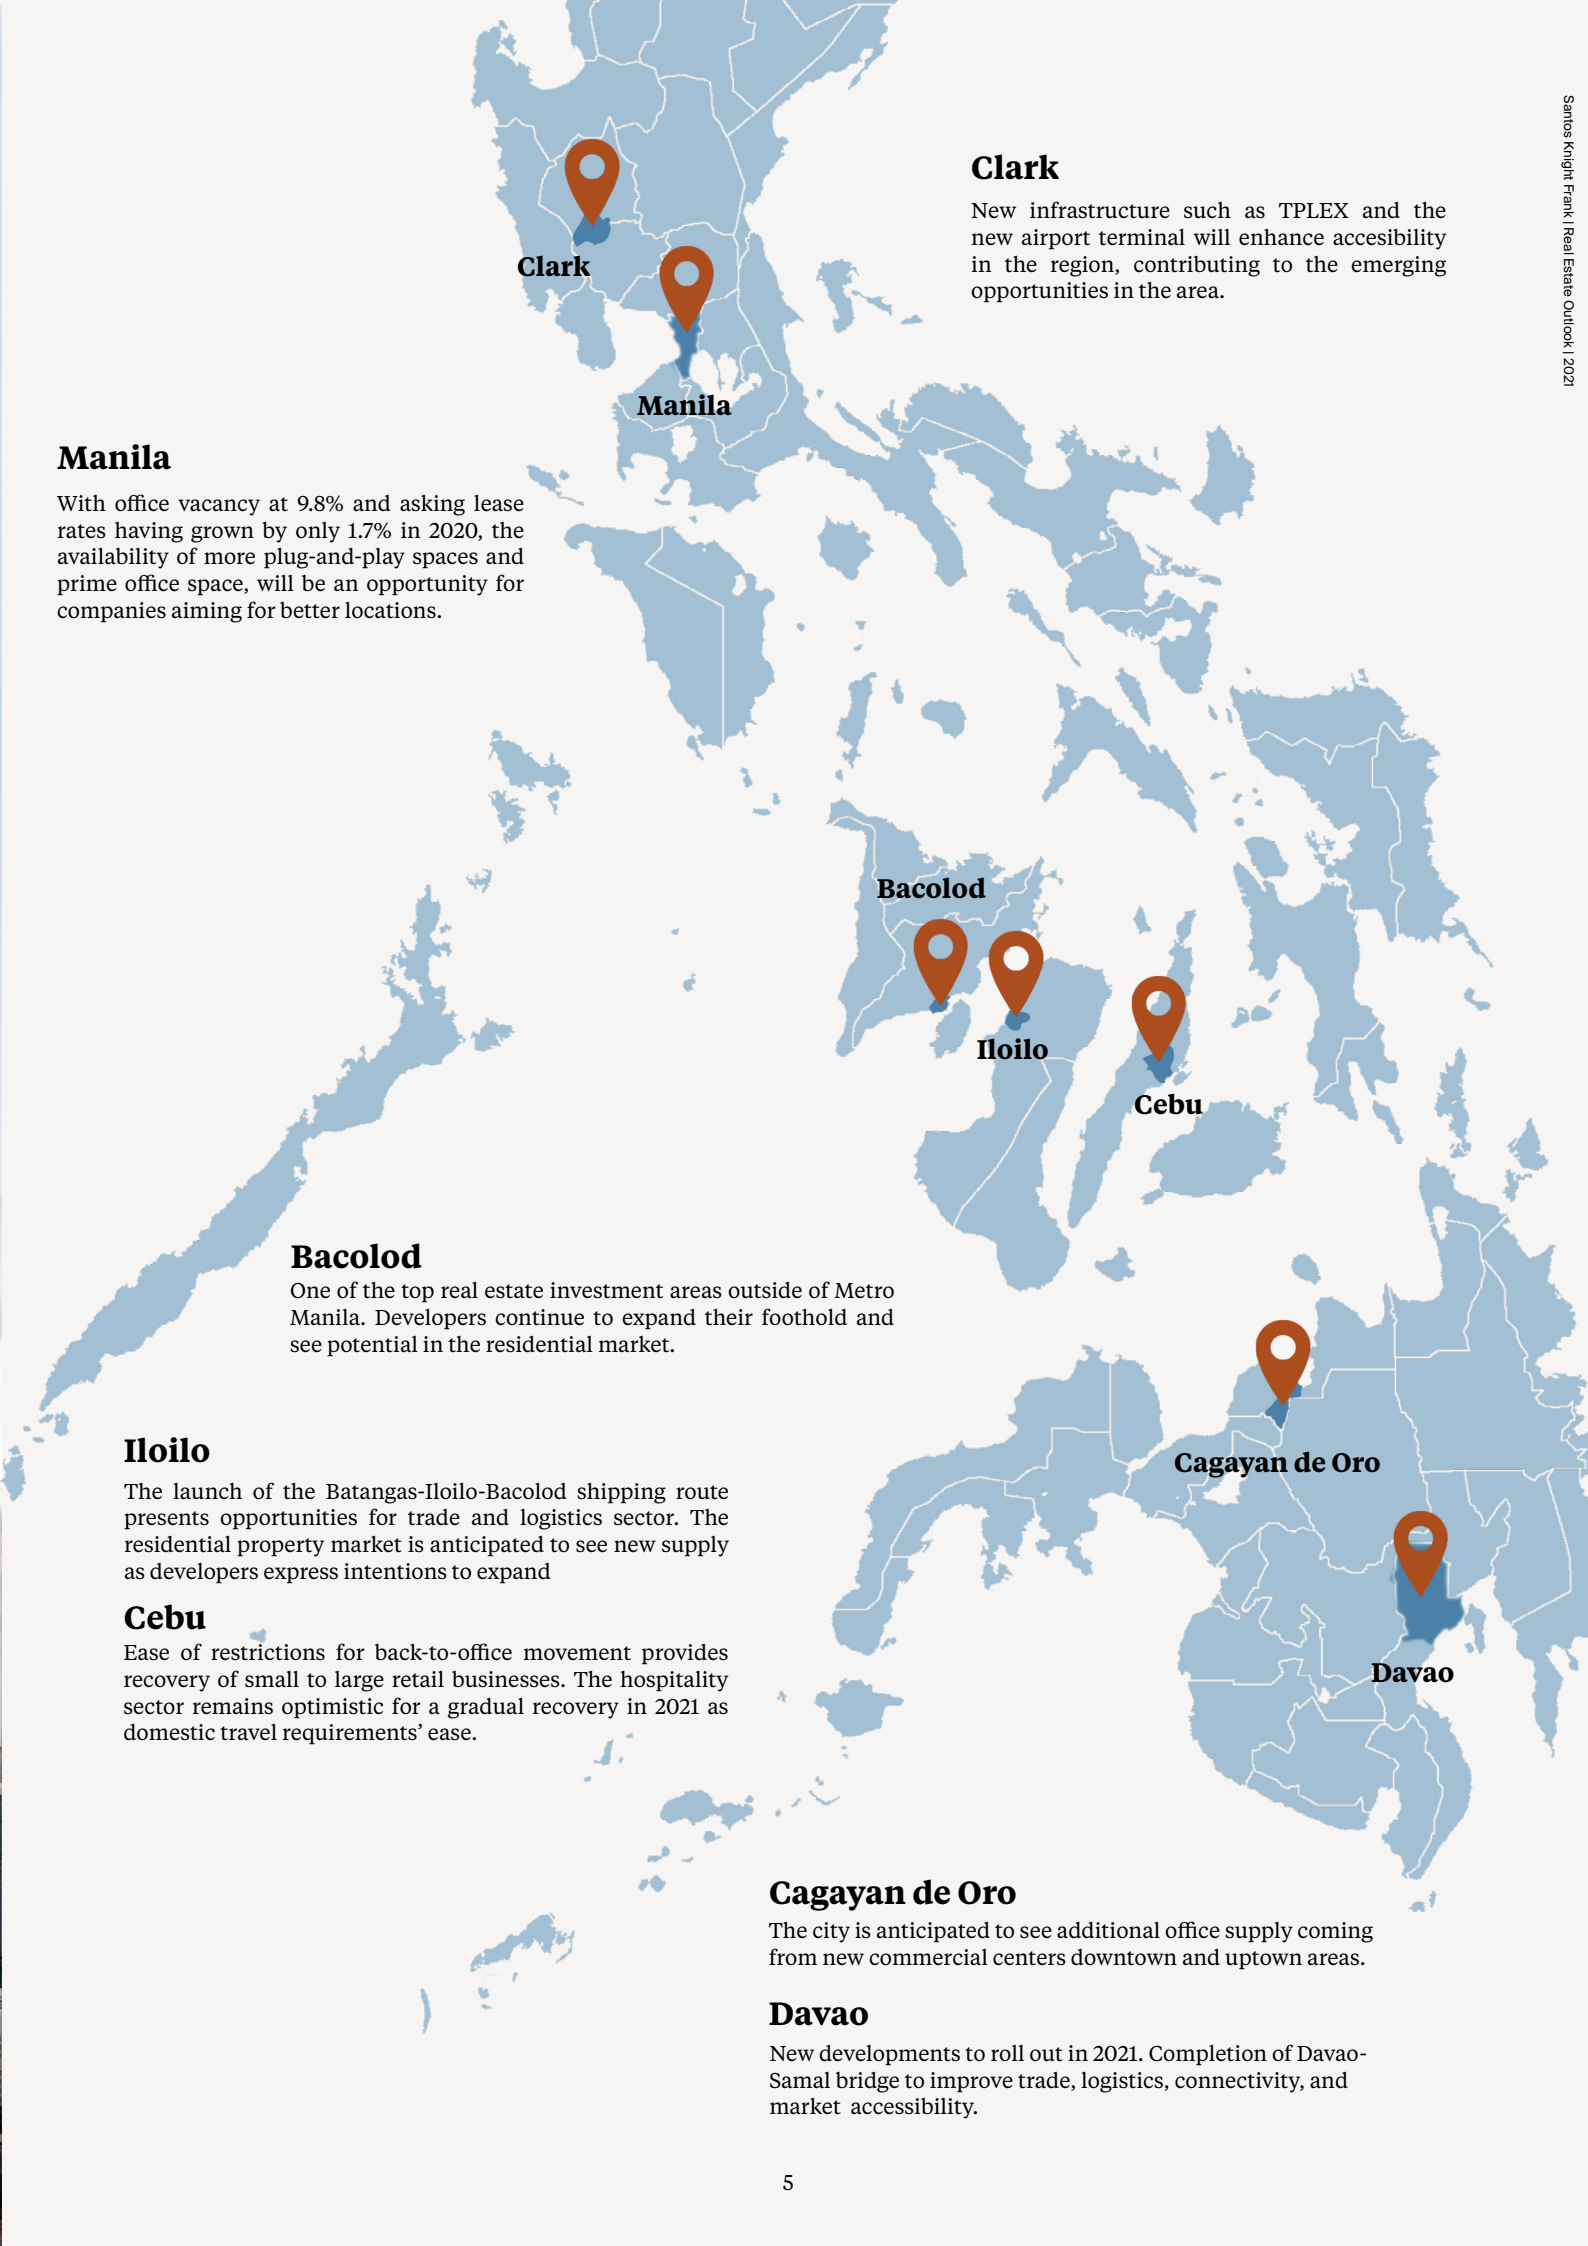 Santos Knight Frank | Real Estate Outlook | 2021
Clark
New infrastructure such as TPLEX and the
new airport terminal will enhance accesibility
in the region, contributing to the emerging
opportunities in the area.
Clark
Manila
Manila
With office vacancy at 9.8% and asking lease
rates having grown by only 1.7% in 2020, the
availability of more plug-and-play spaces and
prime office space, will be an opportunity for
companies aiming for better locations.
Bacolod
Iloilo
Cebu
Bacolod
One of the top real estate investment areas outside of Metro
Manila. Developers continue to expand their foothold and
see potential in the residential market.
Iloilo
The launch of the Batangas-Iloilo-Bacolod shipping route
presents opportunities for trade and logistics sector. The
residential property market is anticipated to see new supply
as developers express intentions to expand
Cagayan de Oro
Cebu
Ease of restrictions for back-to-office movement provides
recovery of small to large retail businesses. The hospitality
sector remains optimistic for a gradual recovery in 2021 as
domestic travel requirements’ ease.
Davao
Cagayan de Oro
The city is anticipated to see additional office supply coming
from new commercial centers downtown and uptown areas.
Davao
New developments to roll out in 2021. Completion of Davao-
Samal bridge to improve trade, logistics, connectivity, and
market accessibility.
5